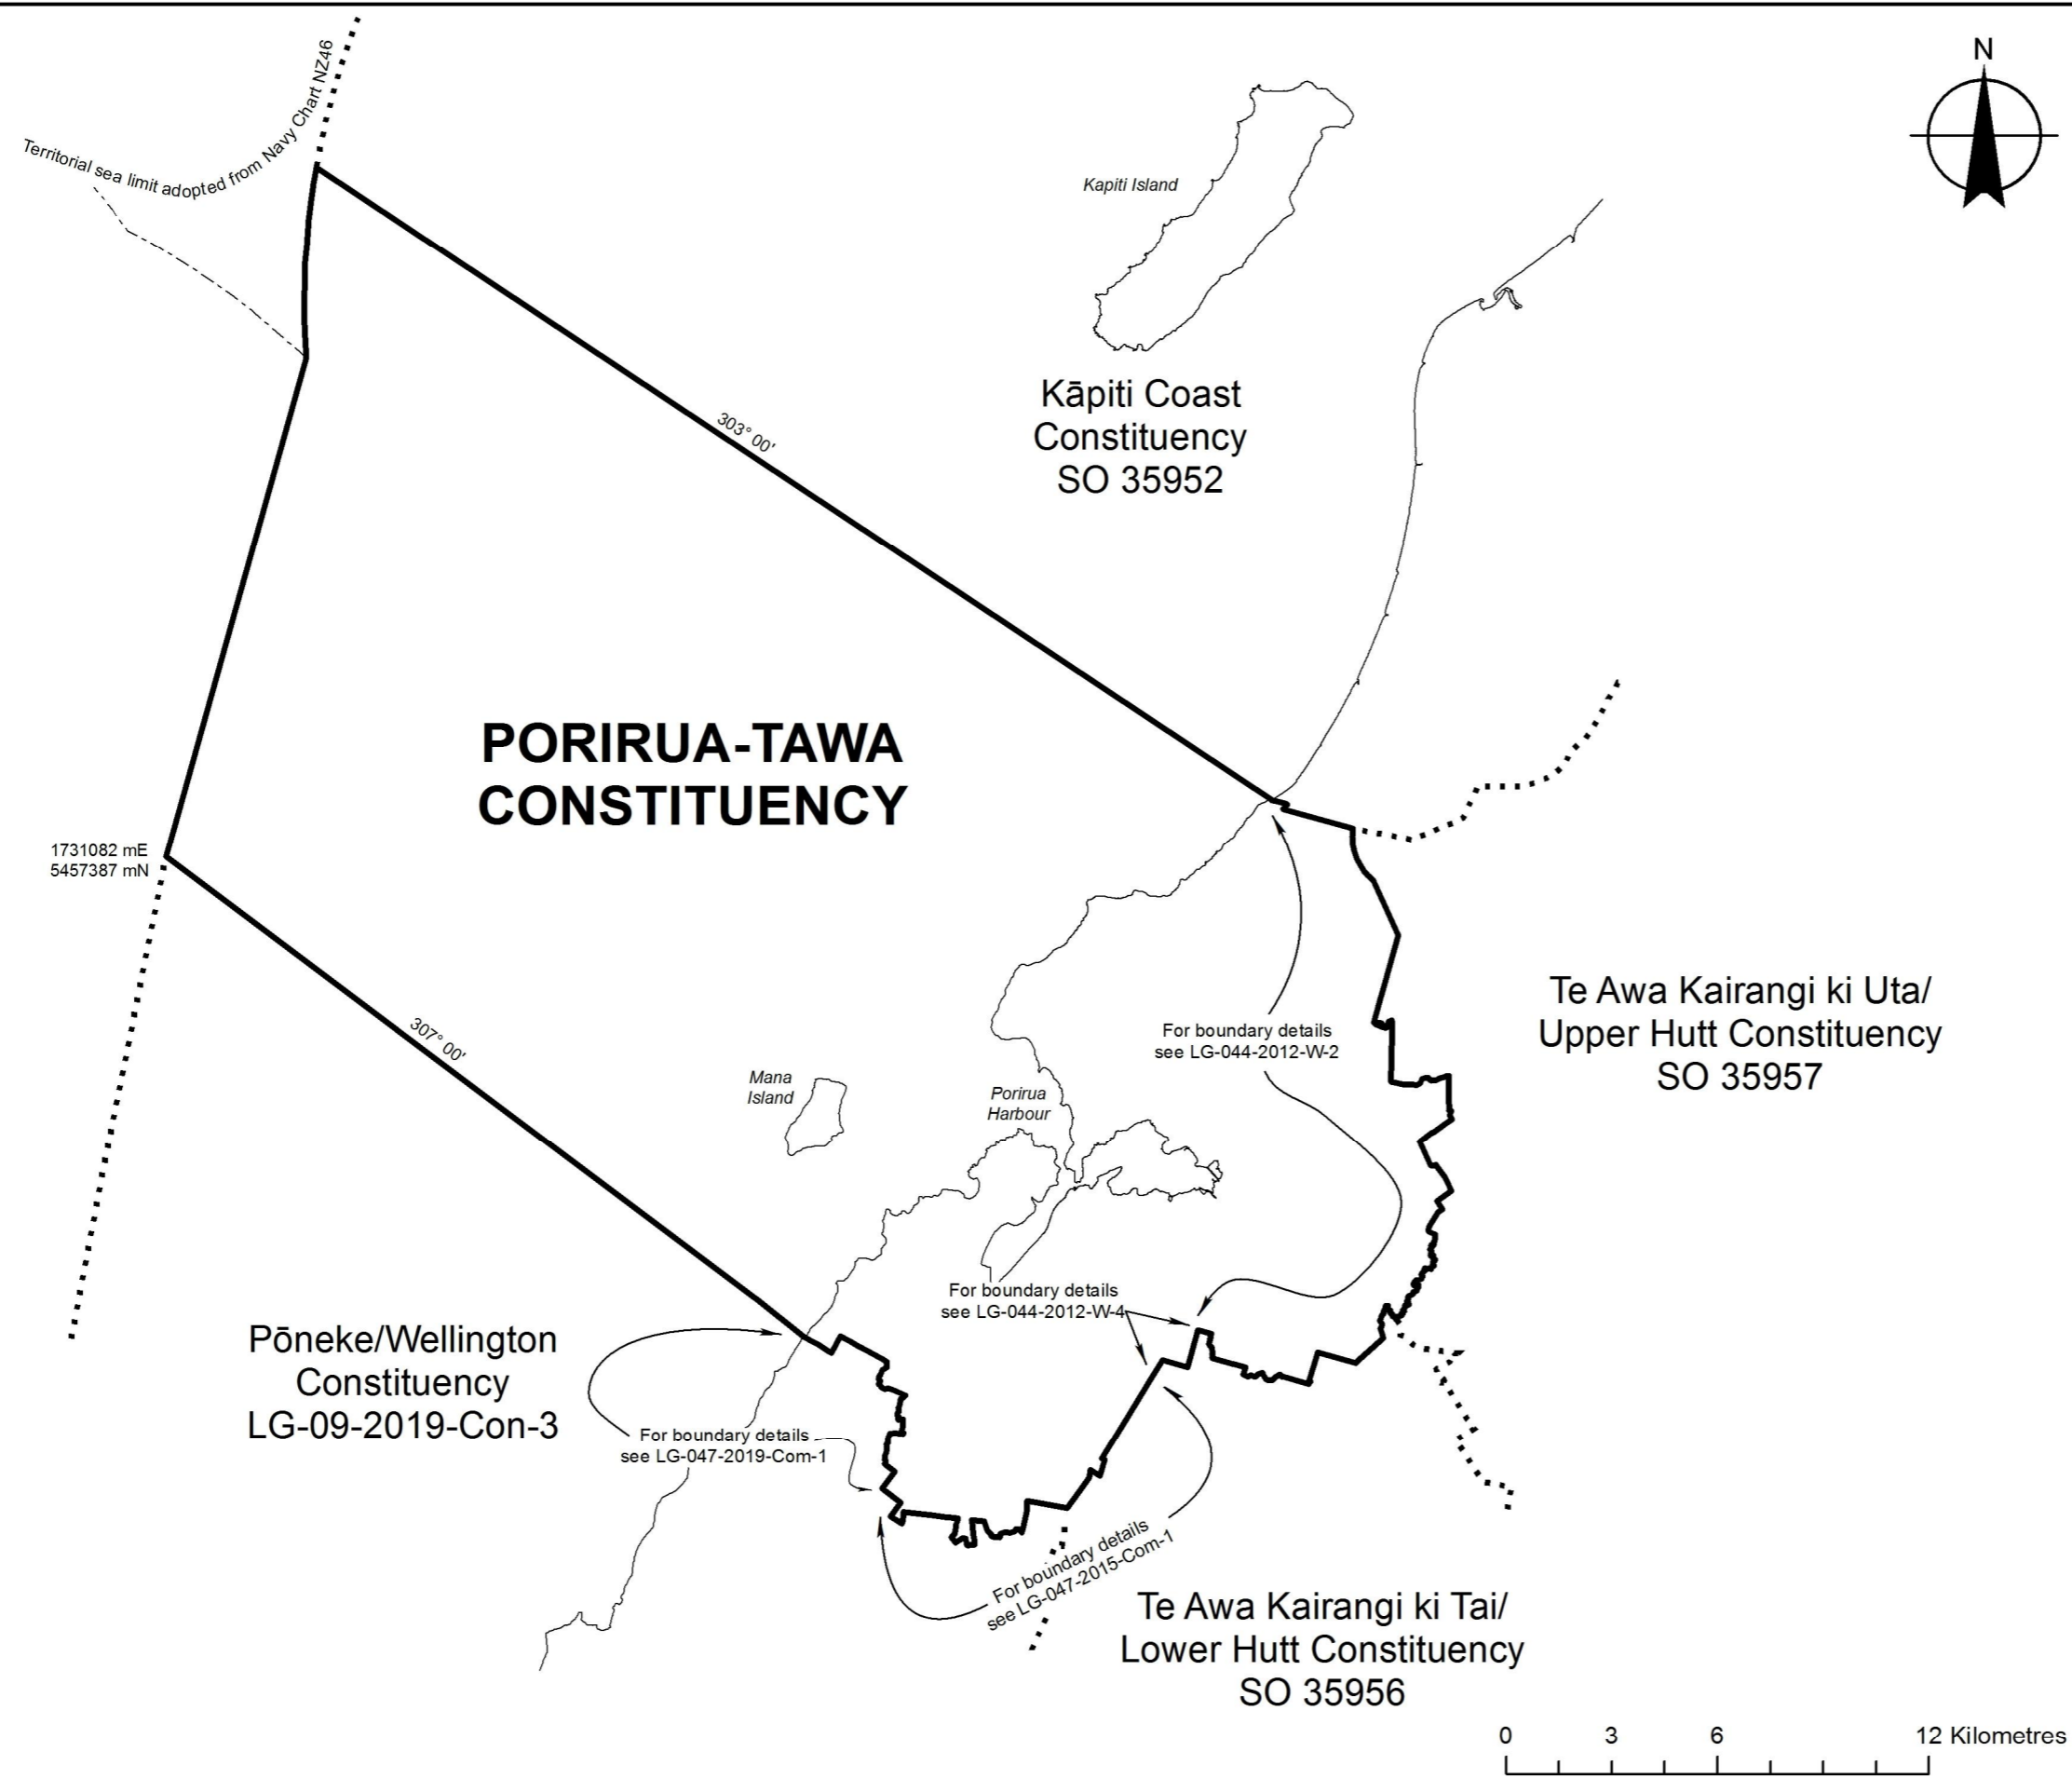 N
Territorial sea limit adopted from Navy Chart NZ46
Kapiti Island
Kāpiti Coast
Constituency
SO 35952
303° 00'
PORIRUA-TAWA
CONSTITUENCY
1731082 mE
5457387 mN
307° 00'
Te Awa Kairangi ki Uta/
Upper Hutt Constituency
SO 35957
For boundary details
see LG-044-2012-W-2
Mana
Island
Porirua
Harbour
For boundary details
see LG-044-2012-W-4
Pōneke/Wellington
Constituency
LG-09-2019-Con-3
For boundary details
see LG-047-2019-Com-1
For boundary details
see LG-047-2015-Com-1
Te Awa Kairangi ki Tai/
Lower Hutt Constituency
SO 35956
0 3 6 12 Kilometres